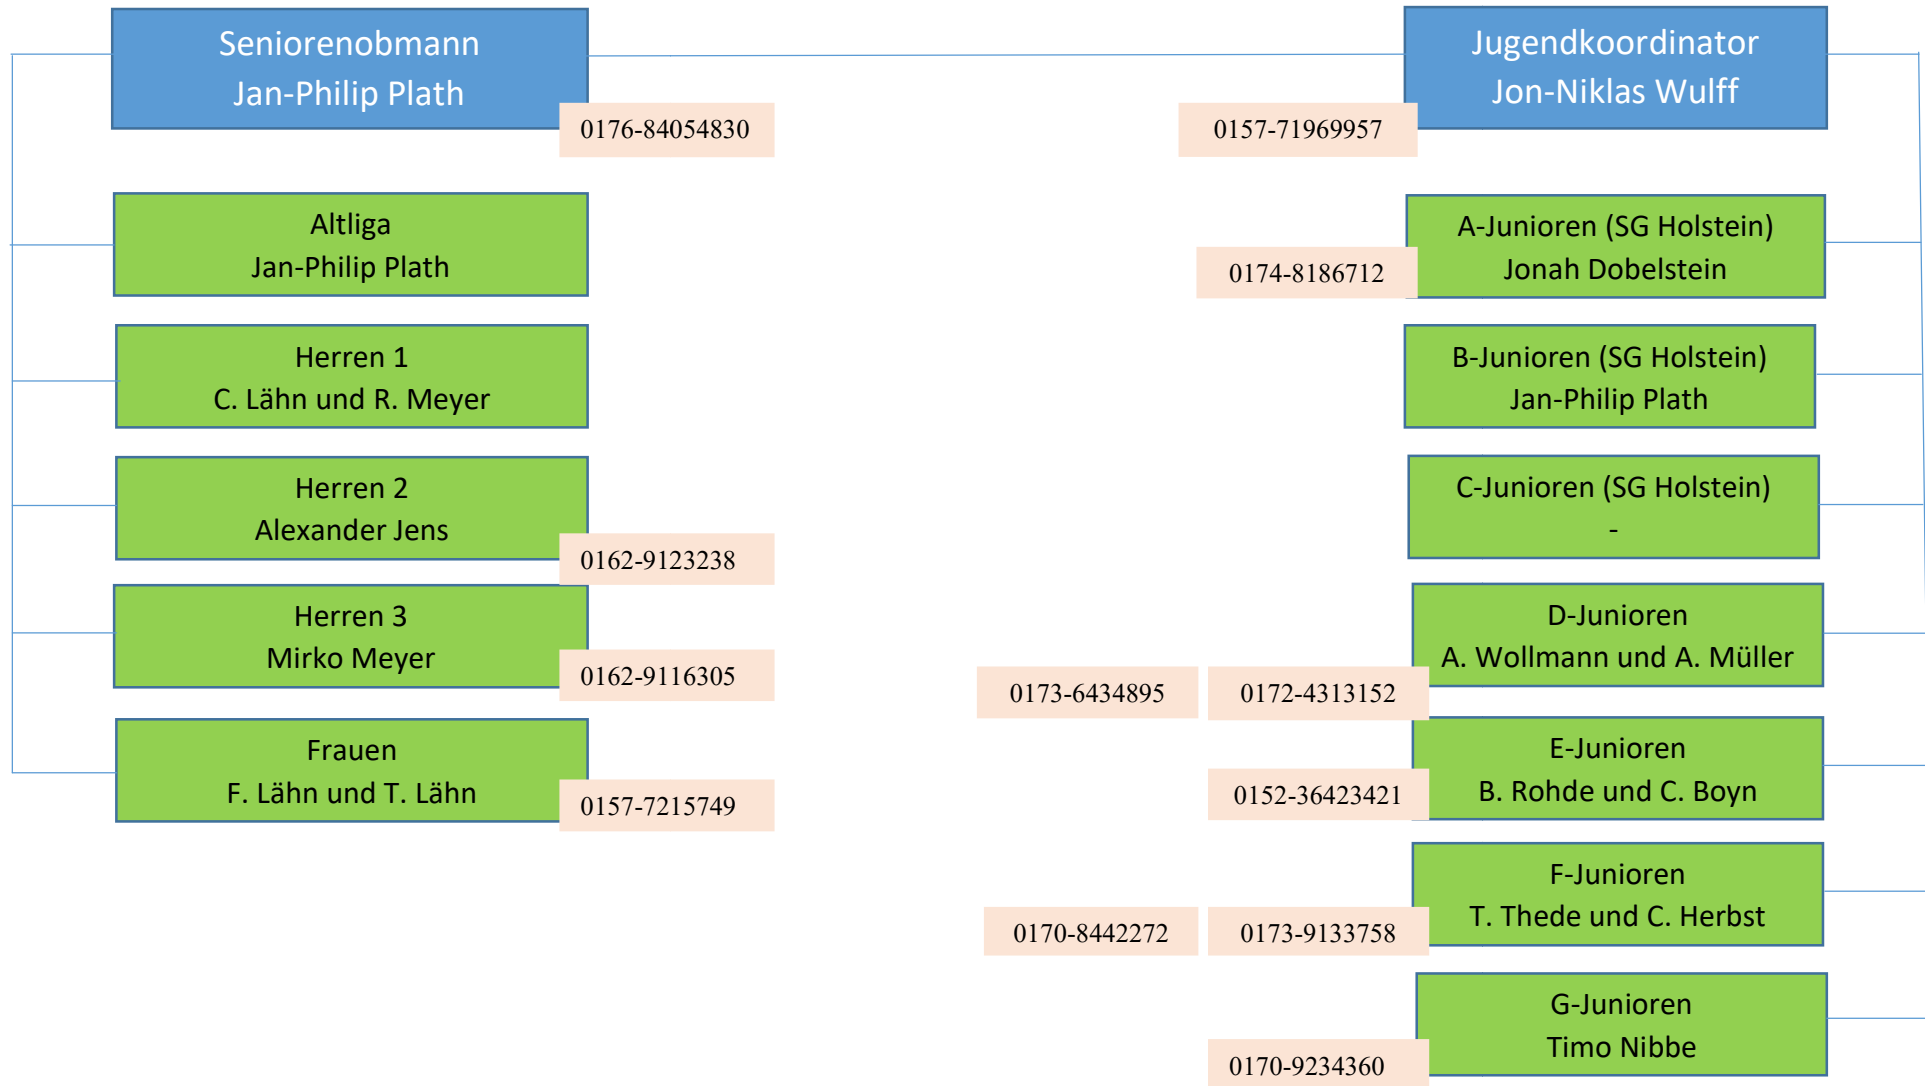 Seniorenobmann
Jan-Philip Plath
0176-84054830
Altliga
Jan-Philip Plath
Herren 1
C. Lähn und R. Meyer
Herren 2
Alexander Jens
0162-9123238
Herren 3
Mirko Meyer
0162-9116305
Frauen
F. Lähn und T. Lähn
0157-7215749
Jugendkoordinator
Jon-Niklas Wulff
0157-71969957
A-Junioren (SG Holstein)
Jonah Dobelstein
0174-8186712
B-Junioren (SG Holstein)
Jan-Philip Plath
C-Junioren (SG Holstein)
-
D-Junioren
A. Wollmann und A. Müller
0173-6434895 0172-4313152
E-Junioren
B. Rohde und C. Boyn
0152-36423421
F-Junioren
T. Thede und C. Herbst
0170-8442272 0173-9133758
G-Junioren
Timo Nibbe
0170-9234360